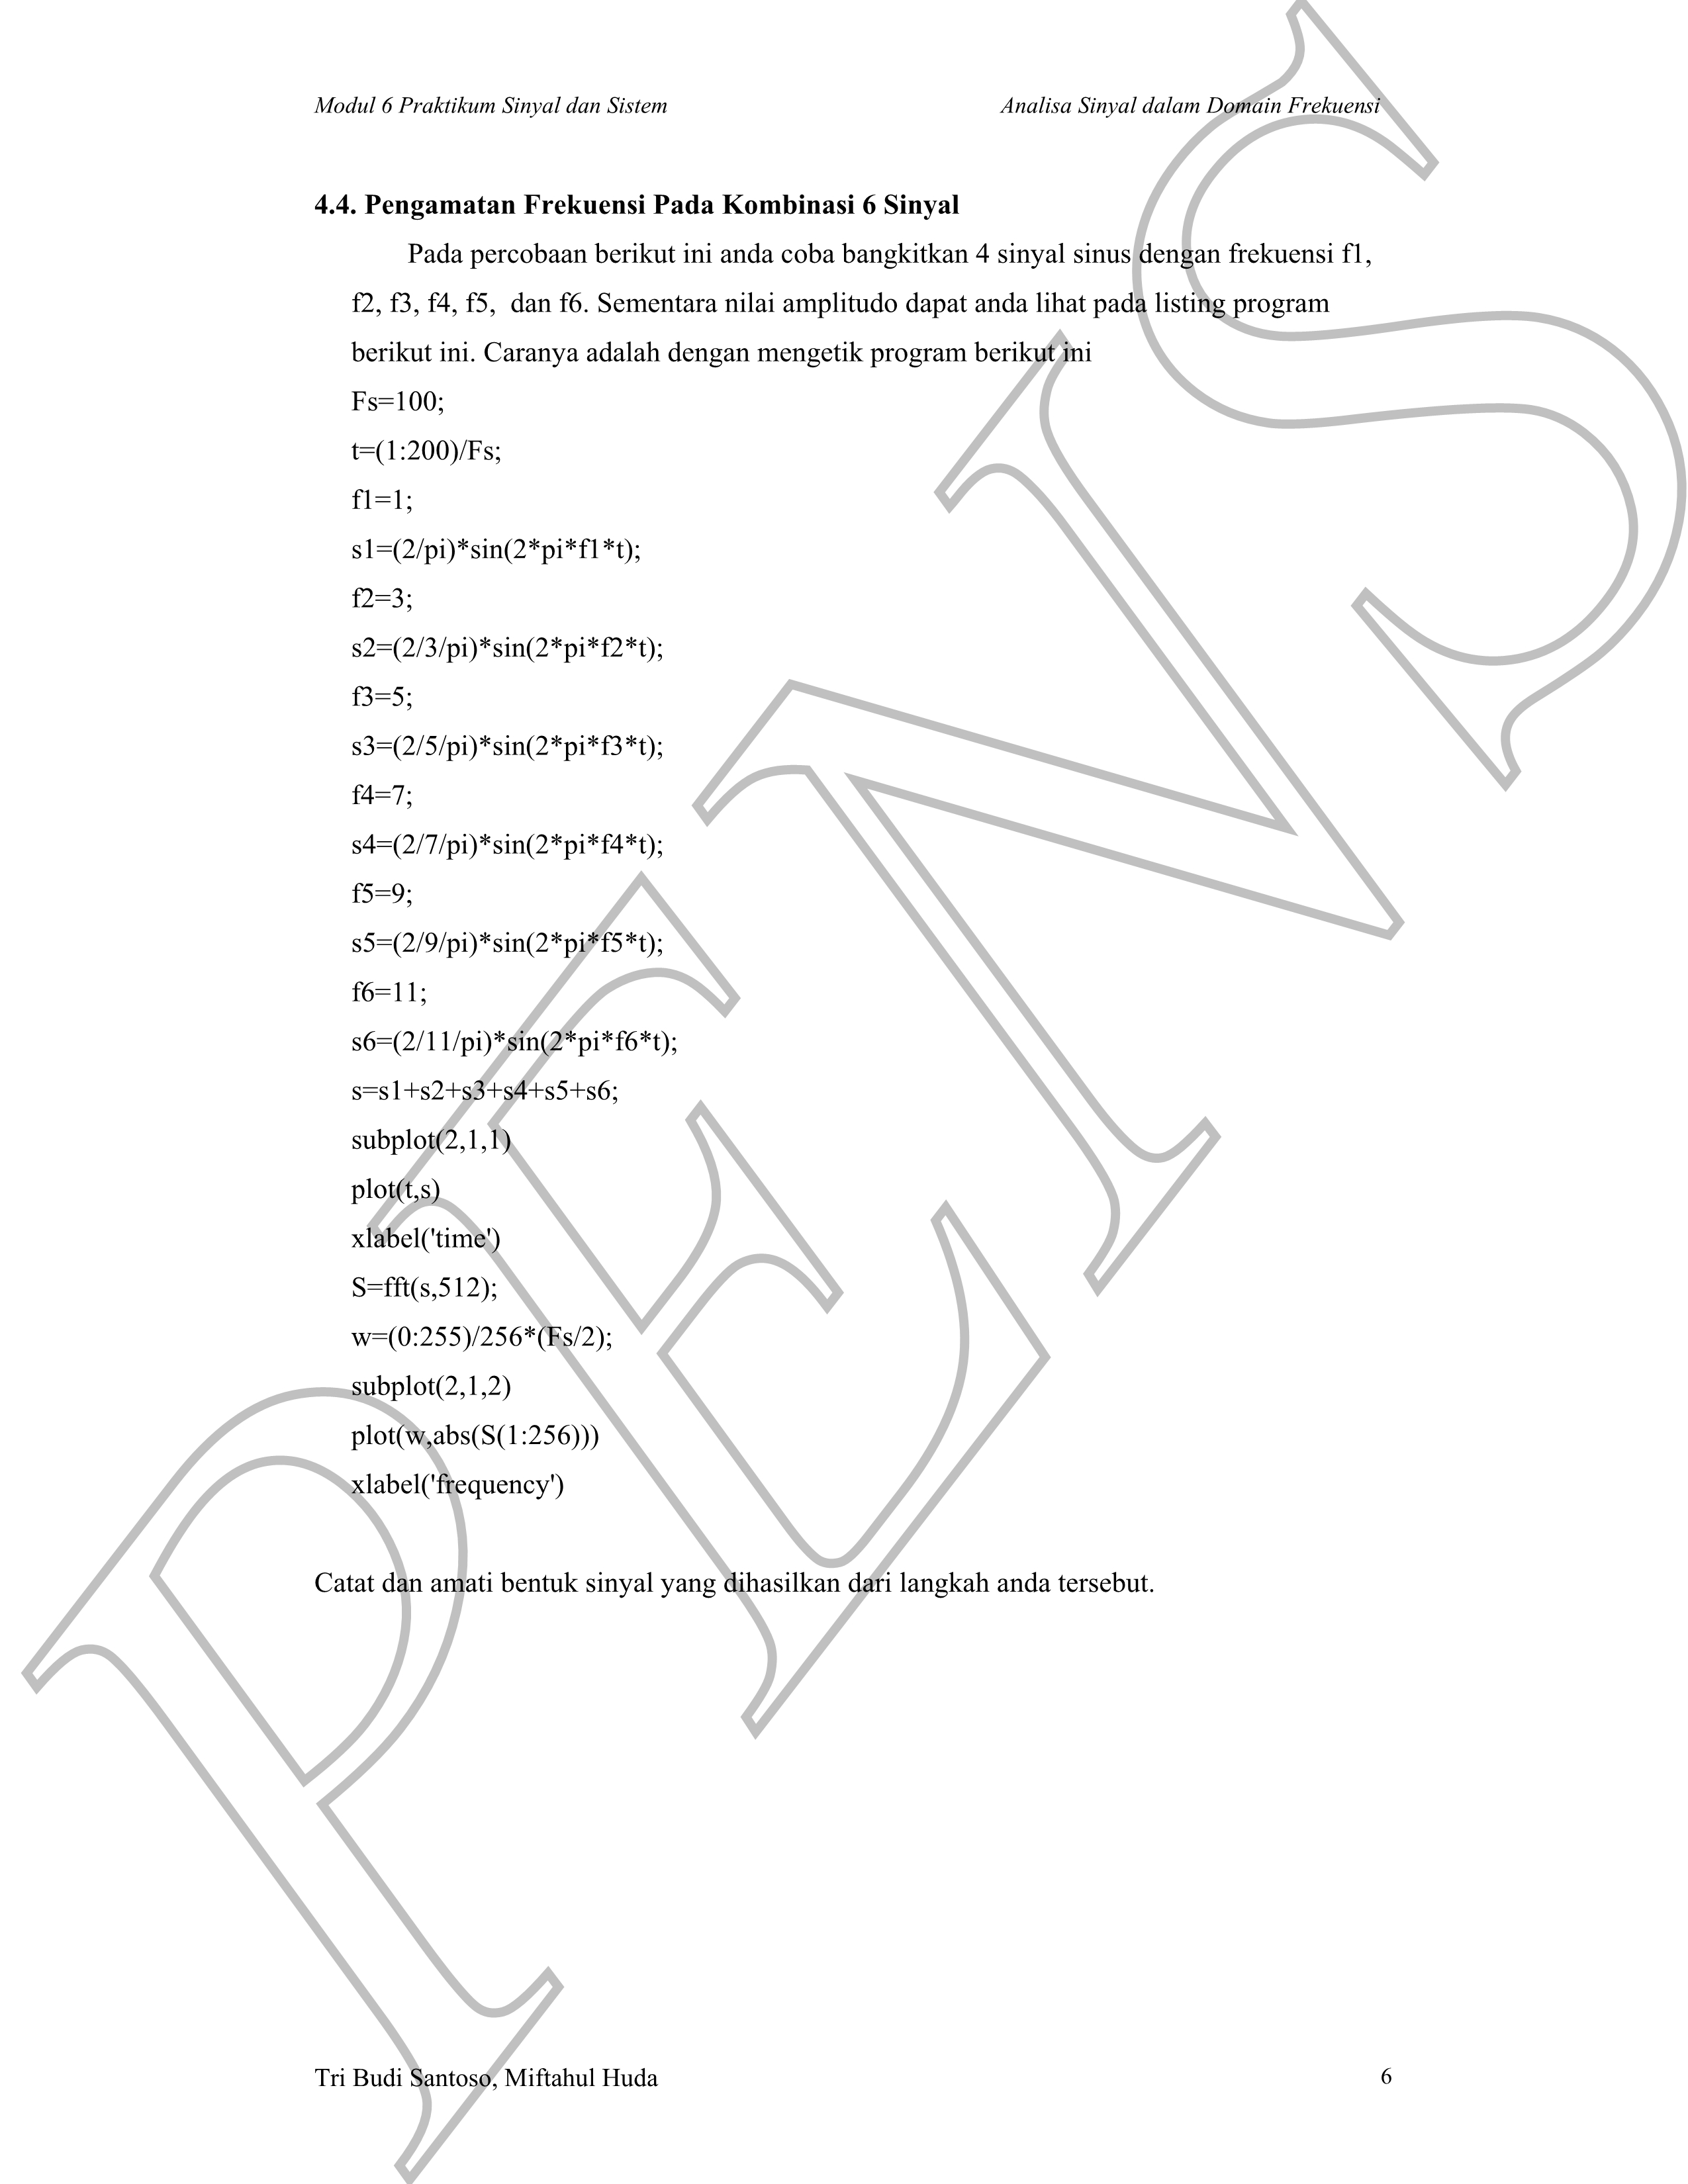 Modul 6 Praktikum Sinyal dan Sistem Analisa Sinyal dalam Domain Frekuensi
4.4. Pengamatan Frekuensi Pada Kombinasi 6 Sinyal
Pada percobaan berikut ini anda coba bangkitkan 4 sinyal sinus dengan frekuensi f1,
f2, f3, f4, f5, dan f6. Sementara nilai amplitudo dapat anda lihat pada listing program
berikut ini. Caranya adalah dengan mengetik program berikut ini
Fs=100;
t=(1:200)/Fs;
f1=1;
s1=(2/pi)*sin(2*pi*f1*t);
f2=3;
s2=(2/3/pi)*sin(2*pi*f2*t);
f3=5;
s3=(2/5/pi)*sin(2*pi*f3*t);
f4=7;
s4=(2/7/pi)*sin(2*pi*f4*t);
f5=9;
s5=(2/9/pi)*sin(2*pi*f5*t);
f6=11;
s6=(2/11/pi)*sin(2*pi*f6*t);
s=s1+s2+s3+s4+s5+s6;
subplot(2,1,1)
plot(t,s)
xlabel('time')
S=fft(s,512);
w=(0:255)/256*(Fs/2);
subplot(2,1,2)
plot(w,abs(S(1:256)))
xlabel('frequency')
Catat dan amati bentuk sinyal yang dihasilkan dari langkah anda tersebut.
Tri Budi Santoso, Miftahul Huda 6
PENS